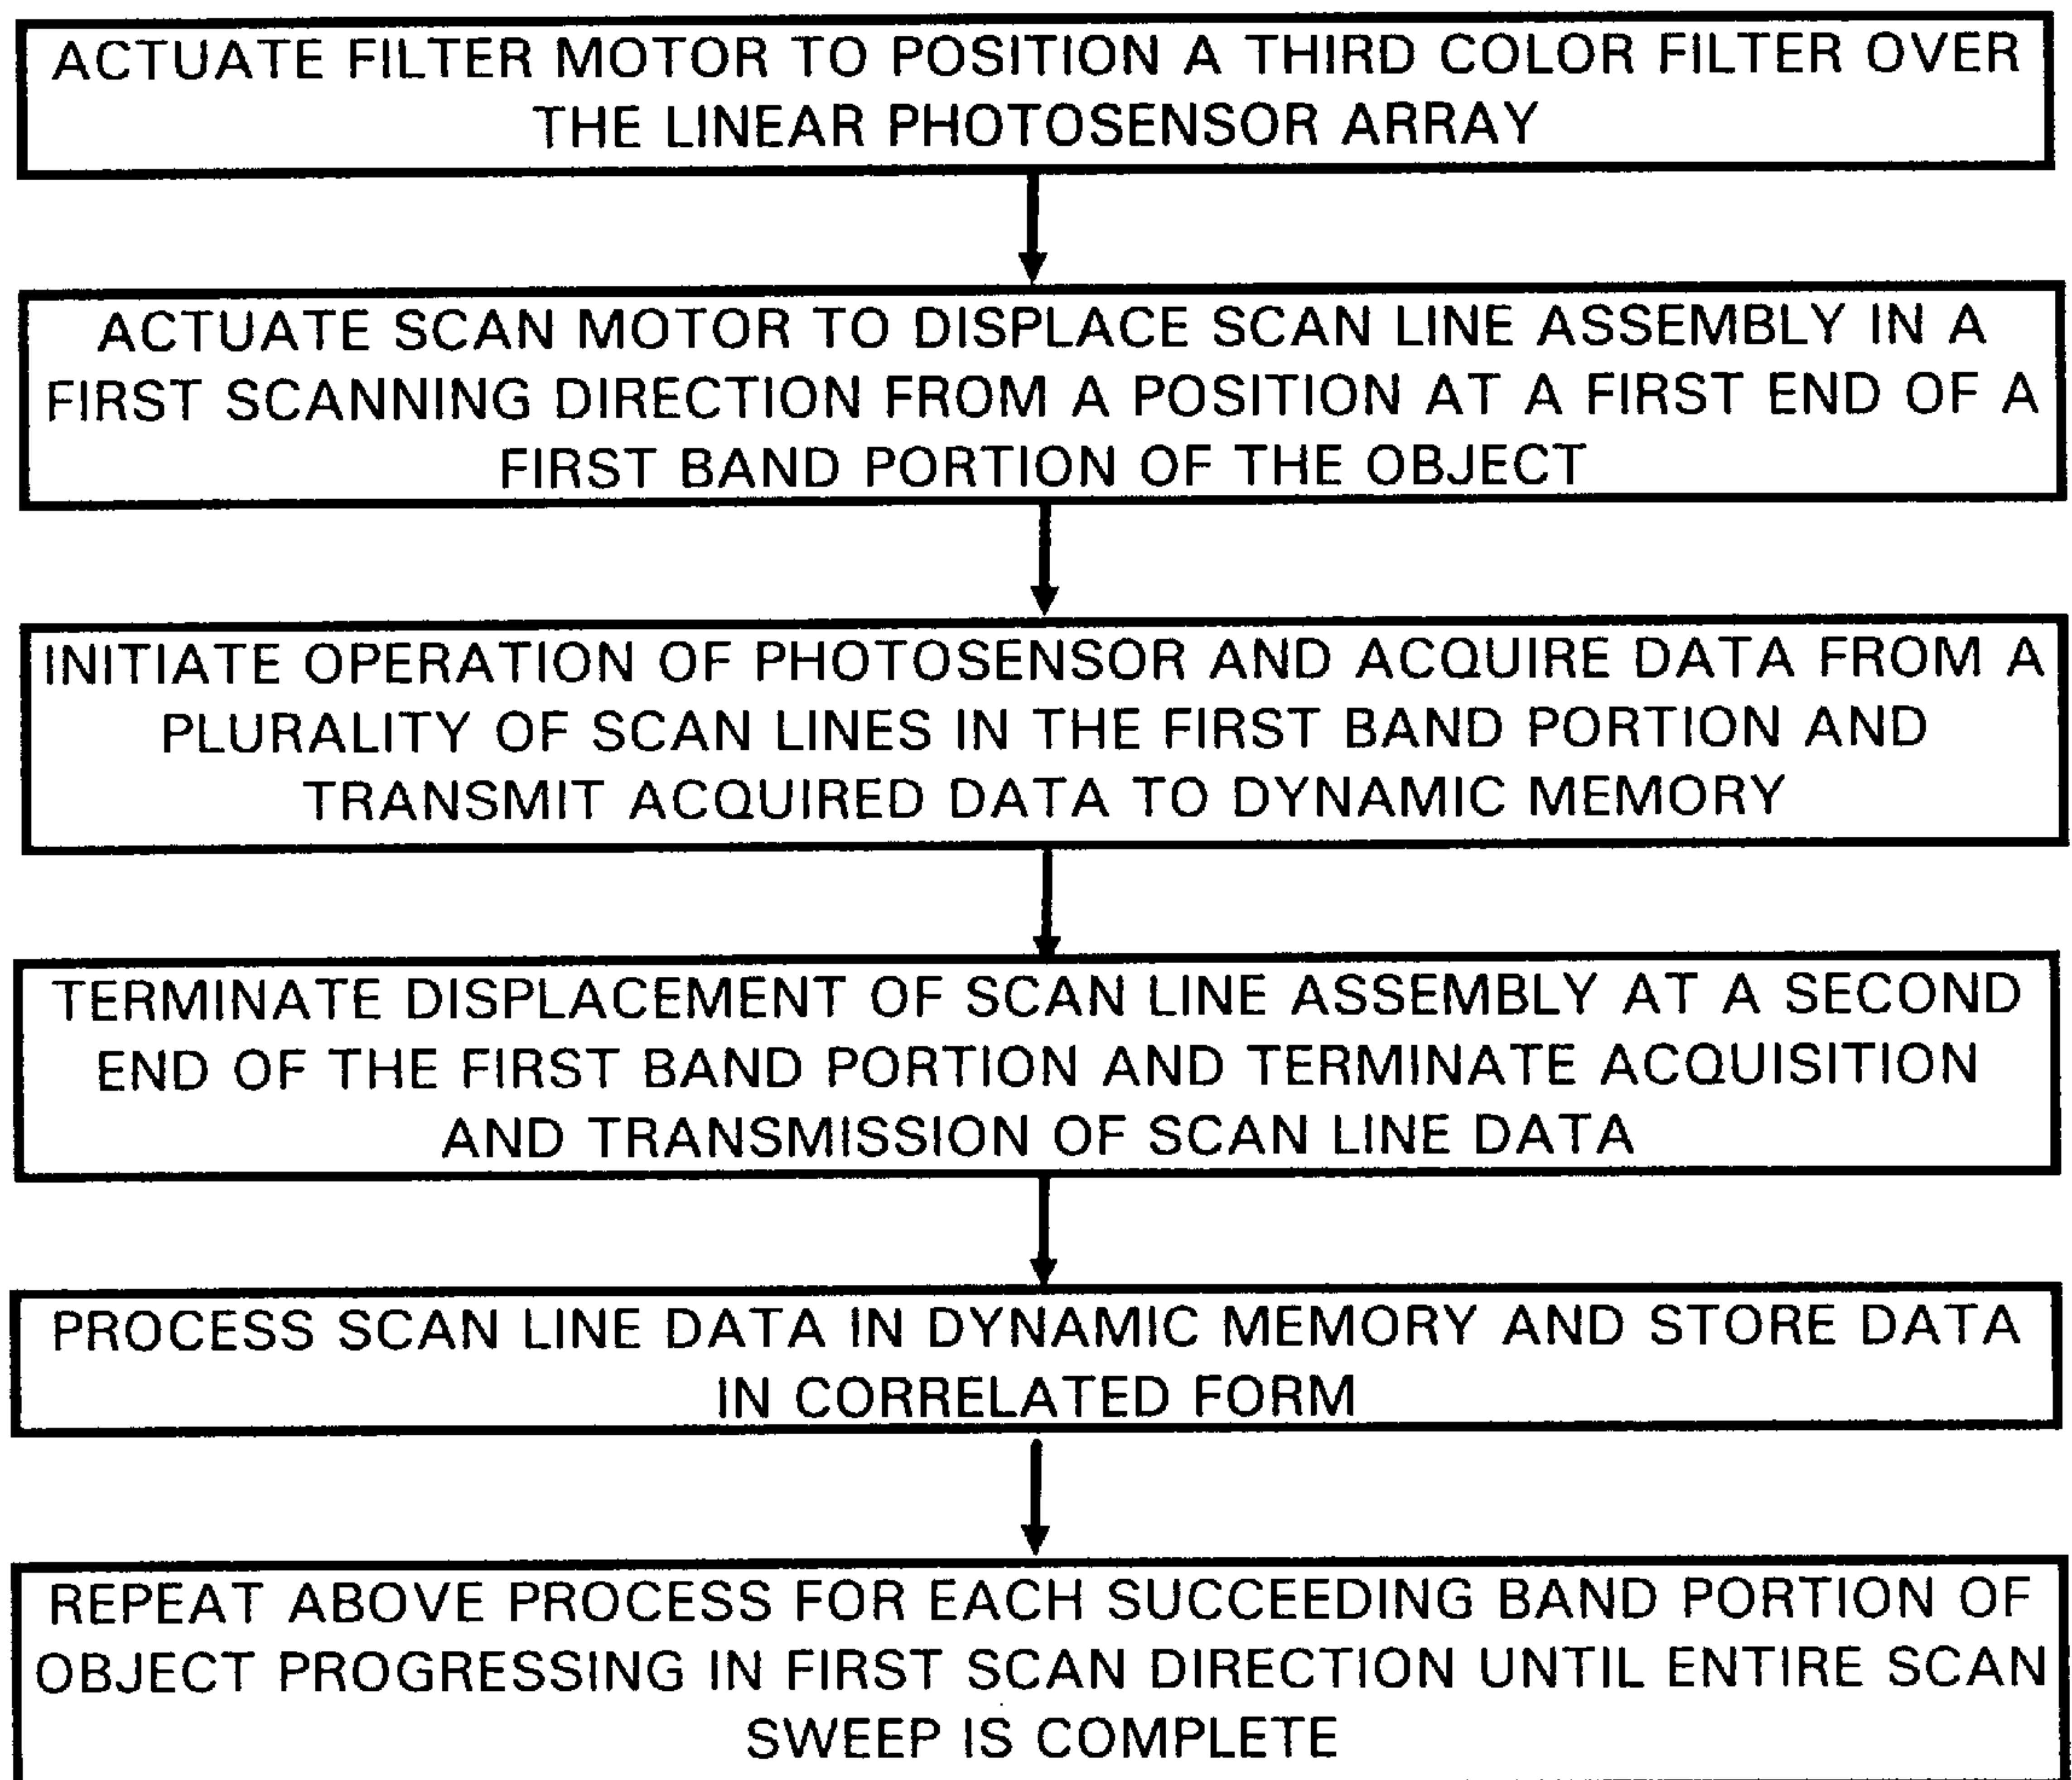 ACTUATE FILTER MOTOR TO POSITION A THIRD COLOR FILTER OVER
THE LINEAR PHOTOSENSOR ARRAY
ACTUATE SCAN MOTOR TO DISPLACE SCAN LINE ASSEMBLY IN A
FIRST SCANNING DIRECTION FROM A POSITION AT A FIRST END OF A
FIRST BAND PORTION OF THE OBJECT
INITIATE OPERATION OF PHOTOSENSOR AND ACQUIRE DATA FROM A
PLURALITY OF SCAN LINES IN THE FIRST BAND PORTION AND
TRANSMIT ACQUIRED DATA TO DYNAMIC MEMORY
TERMINATE DISPLACEMENT OF SCAN LINE ASSEMBLY AT A SECOND
END OF THE FIRST BAND PORTION AND TERMINATE ACQUISITION
AND TRANSMISSION OF SCAN LINE DATA
PROCESS SCAN LINE DATA IN DYNAMIC MEMORY AND STORE DATA
IN CORRELATED FORM
REPEAT ABOVE PROCESS FOR EACH SUCCEEDING BAND PORTION OF
OBJECT PROGRESSING IN FIRST SCAN DIRECTION UNTIL ENTIRE SCAN
SWEEP IS COMPLETE